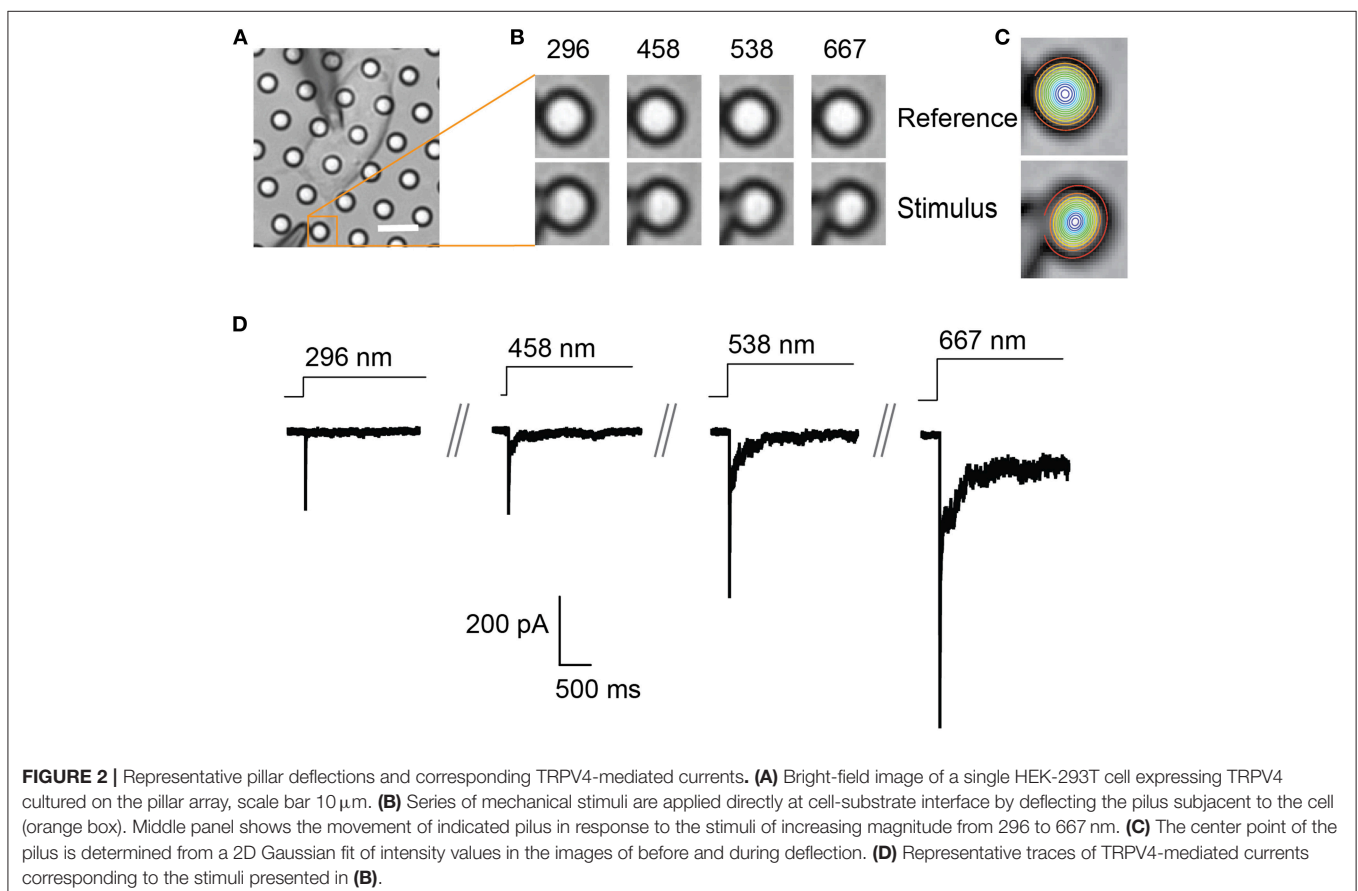 A
B
296 458 538 667
C
Reference
Stimulus
D
296 nm
458 nm
538 nm
667 nm
200 pA
500 ms
FIGURE 2 | Representative pillar deflections and corresponding TRPV4-mediated currents. (A) Bright-field image of a single HEK-293T cell expressing TRPV4
cultured on the pillar array, scale bar 10 μm. (B) Series of mechanical stimuli are applied directly at cell-substrate interface by deflecting the pilus subjacent to the cell
(orange box). Middle panel shows the movement of indicated pilus in response to the stimuli of increasing magnitude from 296 to 667 nm. (C) The center point of the
pilus is determined from a 2D Gaussian fit of intensity values in the images of before and during deflection. (D) Representative traces of TRPV4-mediated currents
corresponding to the stimuli presented in (B).